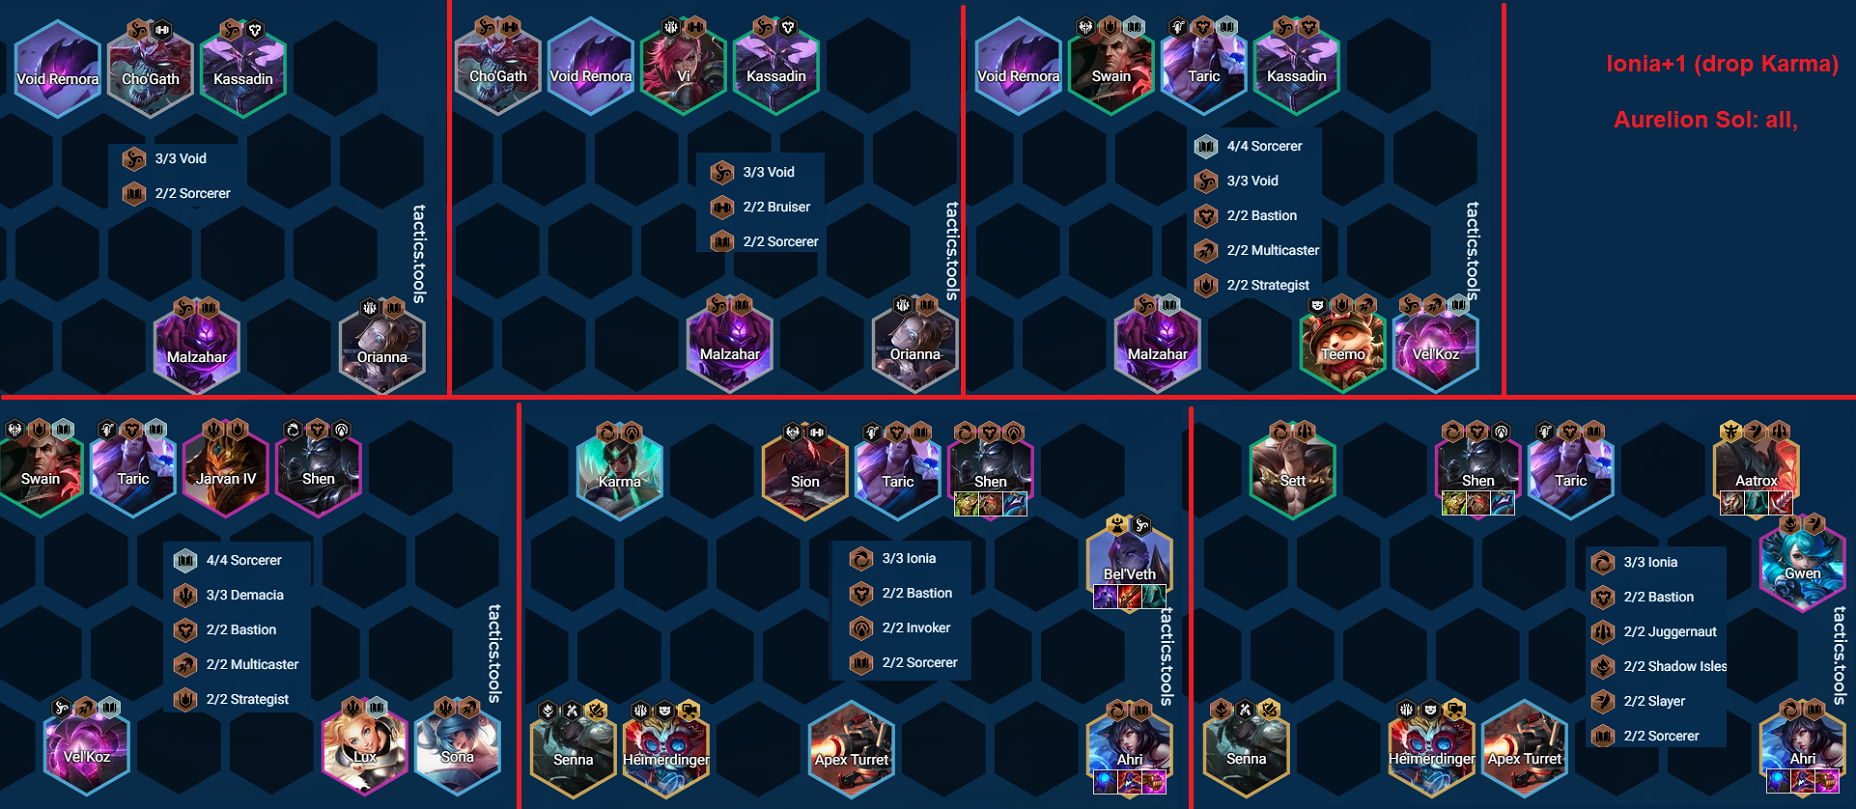 Void Remora
Cho'Gath
Kassadin
3/3 Void
2/2 Sorcerer
tactics.tools
Malzahar
Orianna
Cho'Gath
Void Remora
Vi
Kassadin
3/3 Void
2/2 Bruiser
2/2 Sorcerer
tactics.tools
Malzahar
Orianna
Void Remora
Swain
Taric
Kassadin
4/4 Sorcerer
3/3 Void
2/2 Bastion
2/2 Multicaster
2/2 Strategist
tactics.tools
Malzahar
Teemo
Vel'Koz
Ionia+1 (drop Karma)
Aurelion Sol: all,
Swain
Taric
Jarvan IV
Shen
4/4 Sorcerer
3/3 Demacia
2/2 Bastion
2/2 Multicaster
2/2 Strategist
tactics.tools
Vel'Koz
Lux
Sona
Karma
Sion
Taric
Shen
Bel'Veth
3/3 Ionia
2/2 Bastion
2/2 Invoker
2/2 Sorcerer
tactics.tools
Senna
Heimerdinger
Apex Turret
Ahri
Sett
Shen
Taric
Aatrox
Gwen
3/3 Ionia
2/2 Bastion
2/2 Juggernaut
2/2 Shadow Isles
2/2 Slayer
2/2 Sorcerer
tactics.tools
Senna
Heimerdinger
Apex Turret
Ahri